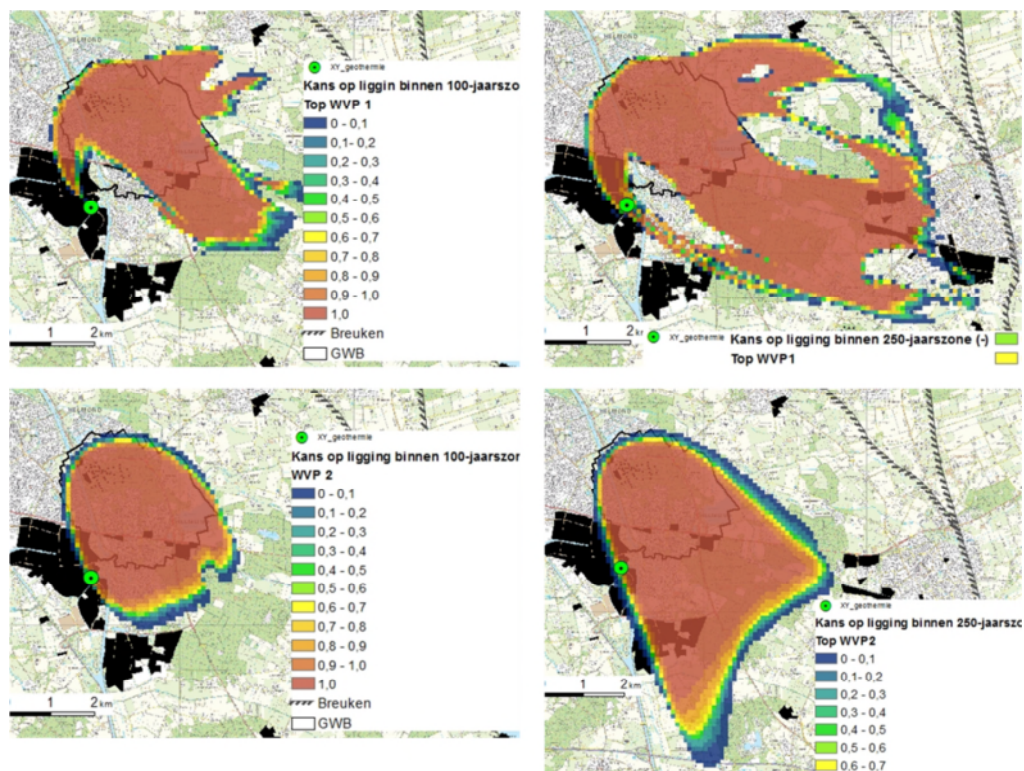 HELMOND
XY_geothermie
Kans op liggin binnen 100-jaarszo
Top WVP 1
0 - 0,1
0,1- 0,2
0,2 - 0,3
0,3 - 0,4
0,4 - 0,5
0,5 - 0,6
0,6 - 0,7
0,7 - 0,8
0,8 - 0,9
0,9 - 1,0
1,0
Breuken
GWB
1 2 km
HELMOND
1 2
XY_geothermie Kans op ligging binnen 250-jaarszone (-)
Top WVP1
HELMOND
XY_geothermie
Kans op ligging binnen 100-jaarszor
WVP 2
0 - 0,1
0,1 - 0,2
0,2 - 0,3
0,3 - 0,4
0,4 - 0,5
0,5 - 0,6
0,6 - 0,7
0,7 - 0,8
0,8 - 0,9
0,9 - 1,0
1,0
Breuken
GWB
1 2 km
HELMOND
XY_geothermie
Kans op ligging binnen 250-jaarszo
Top WVP2
0 - 0,1
0,1- 0,2
0,2 - 0,3
0,3 - 0,4
0,4 - 0,5
0,5 - 0,6
0,6 - 0,7
1 2 km